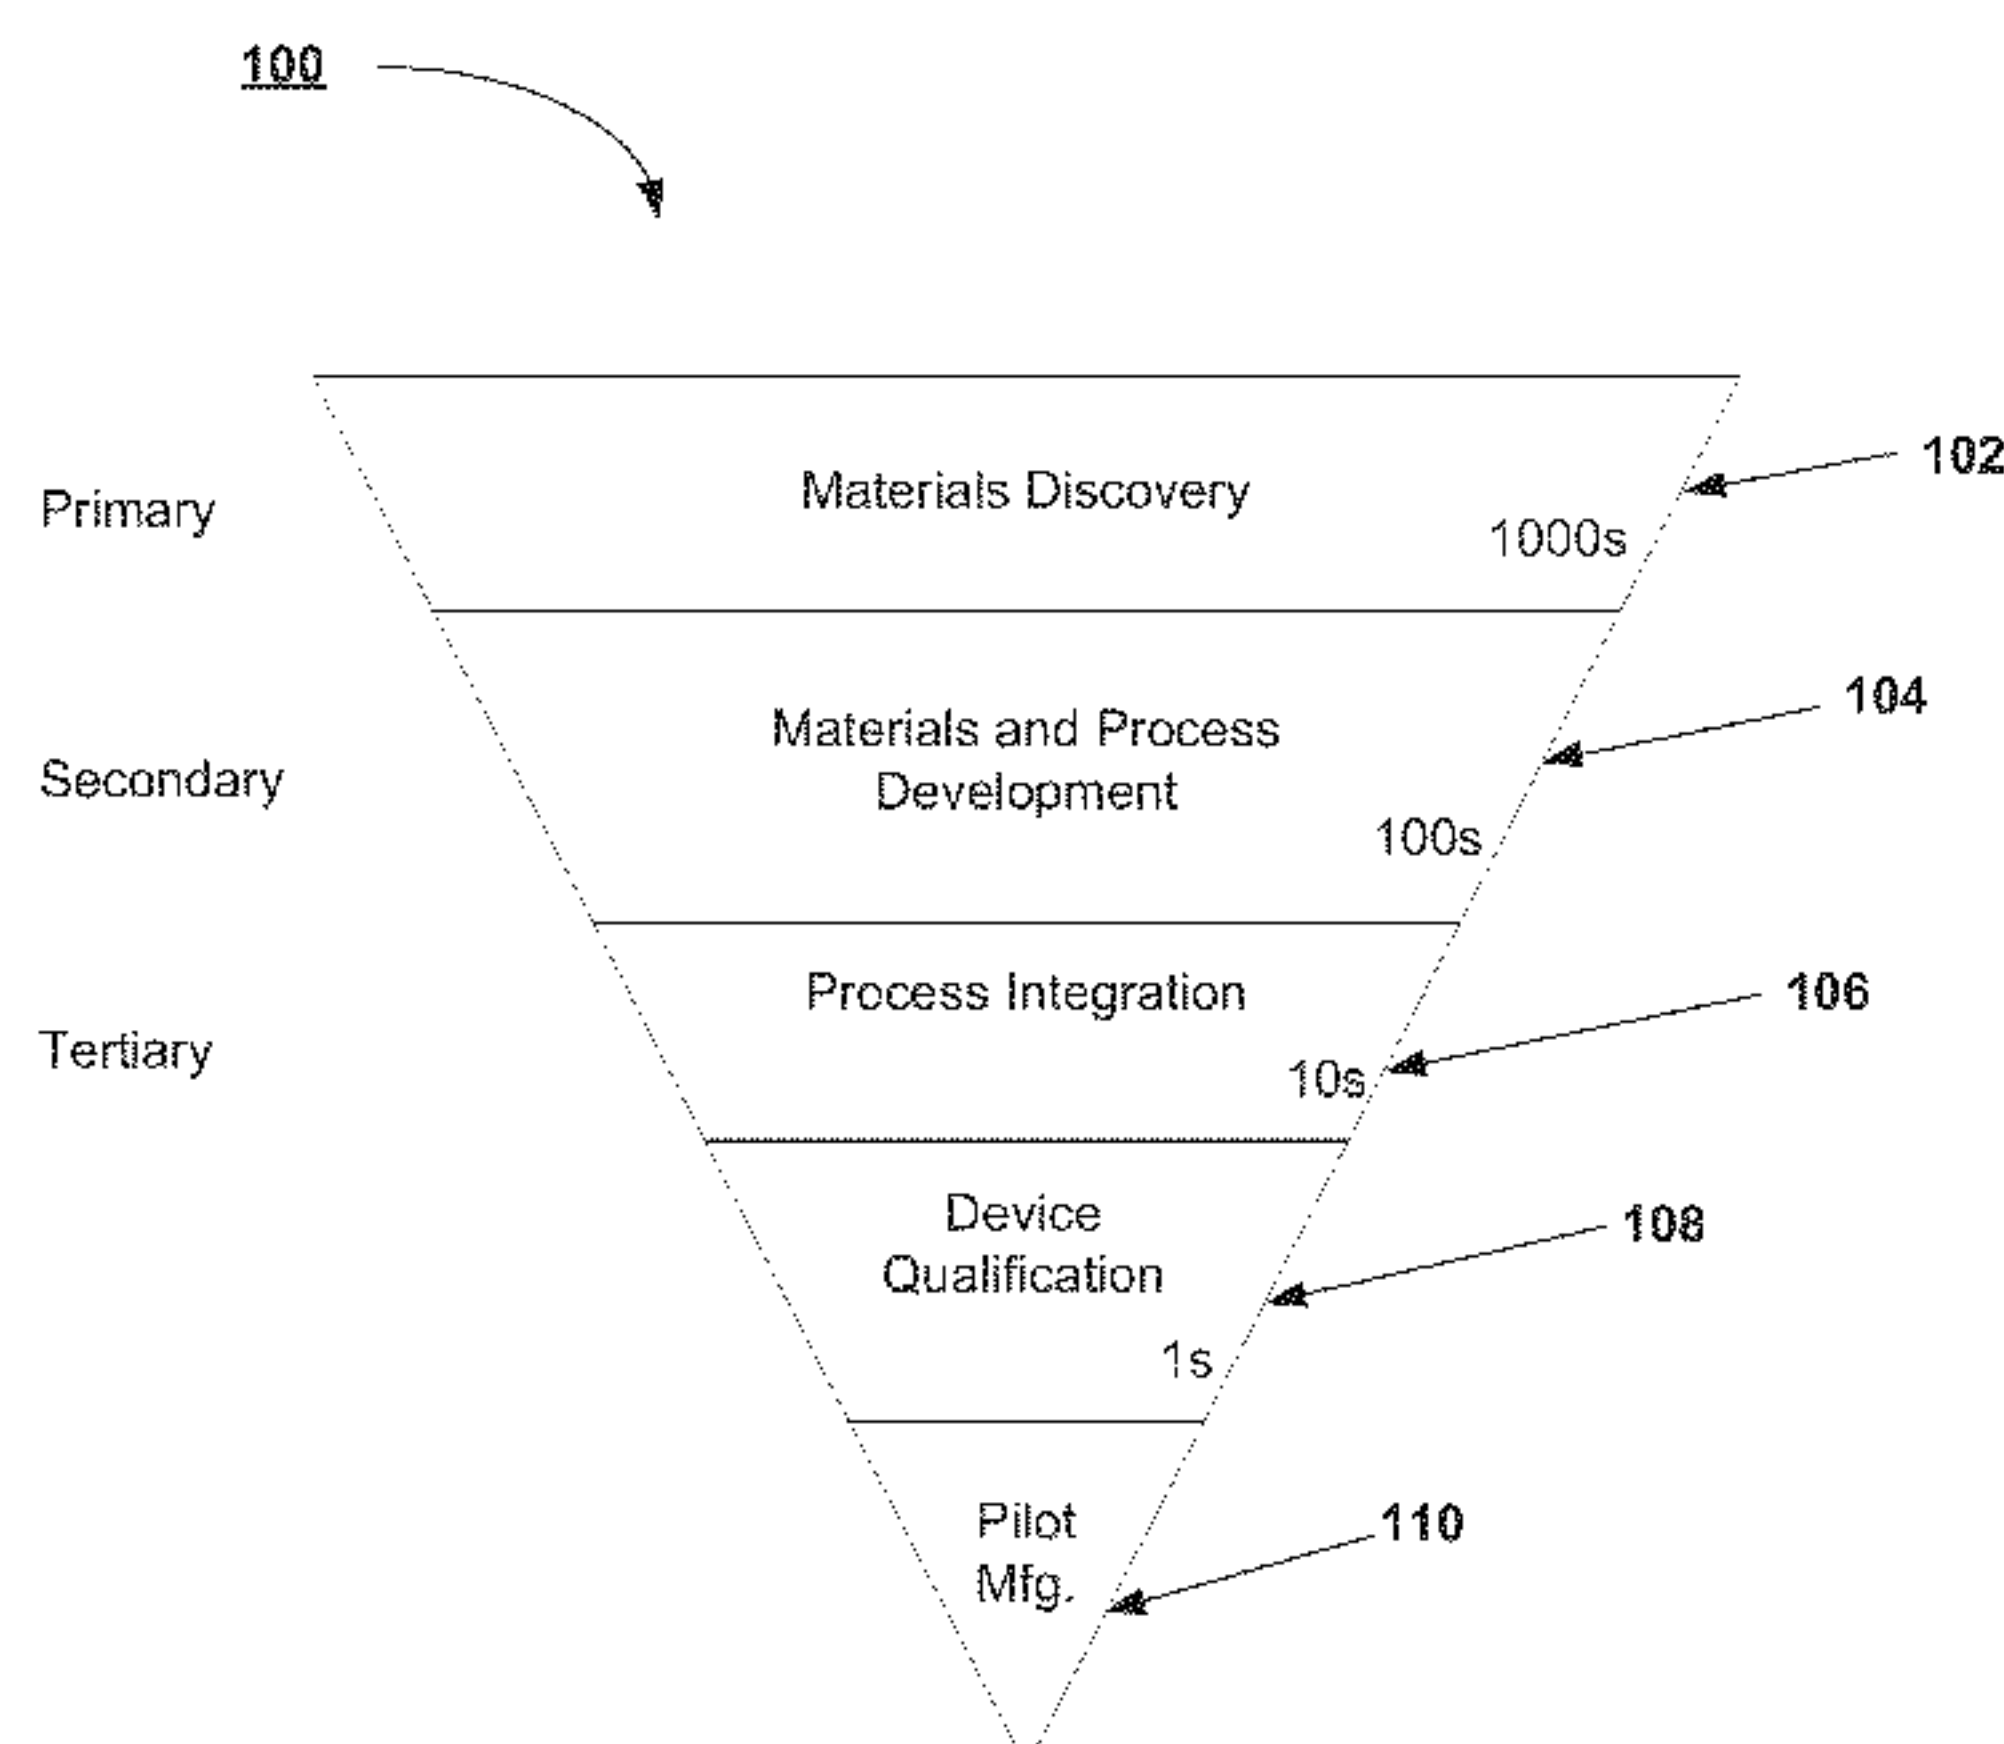 100
102
Primary
Materials Discovery
1000s
104
Secondary
Materials and Process
Development
100s
106
Tertiary
Process Integration
10s
108
Device
Qualification
1s
110
Pilot
Mfg.